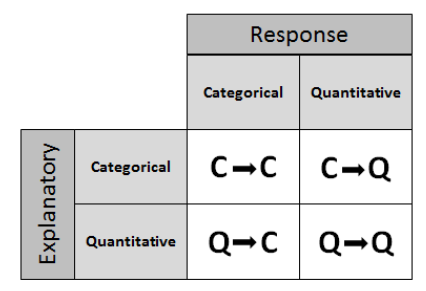 Response
Categorical
Quantitative
Explanatory
Categorical
C→C
C→Q
Quantitative
Q→C
Q→Q